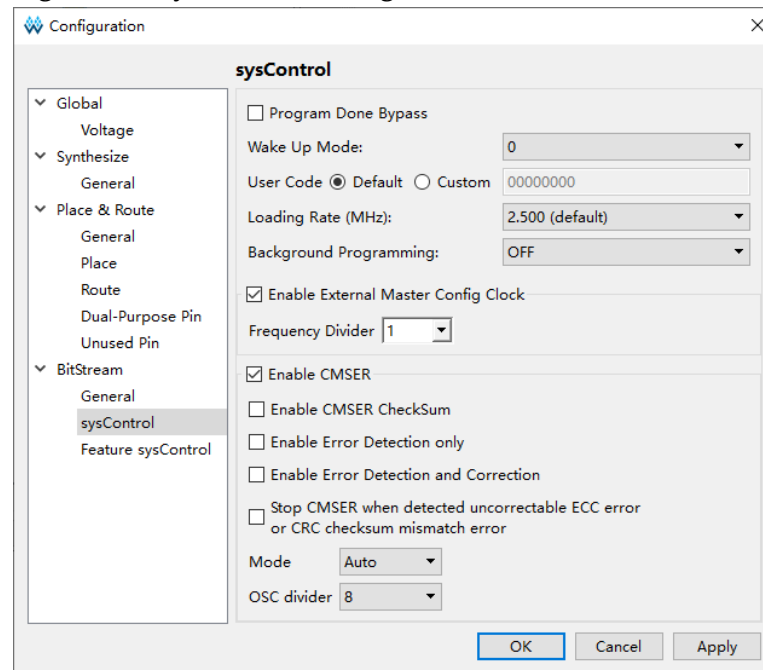 Configuration
sysControl
Global
Voltage
Synthesize
General
Place & Route
General
Place
Route
Dual-Purpose Pin
Unused Pin
BitStream
General
sysControl
Feature sysControl
Program Done Bypass
Wake Up Mode: 0
User Code Default Custom 00000000
Loading Rate (MHz): 2.500 (default)
Background Programming: OFF
Enable External Master Config Clock
Frequency Divider 1
Enable CMSER
Enable CMSER CheckSum
Enable Error Detection only
Enable Error Detection and Correction
Stop CMSER when detected uncorrectable ECC error
or CRC checksum mismatch error
Mode Auto
OSC divider 8
OK Cancel Apply